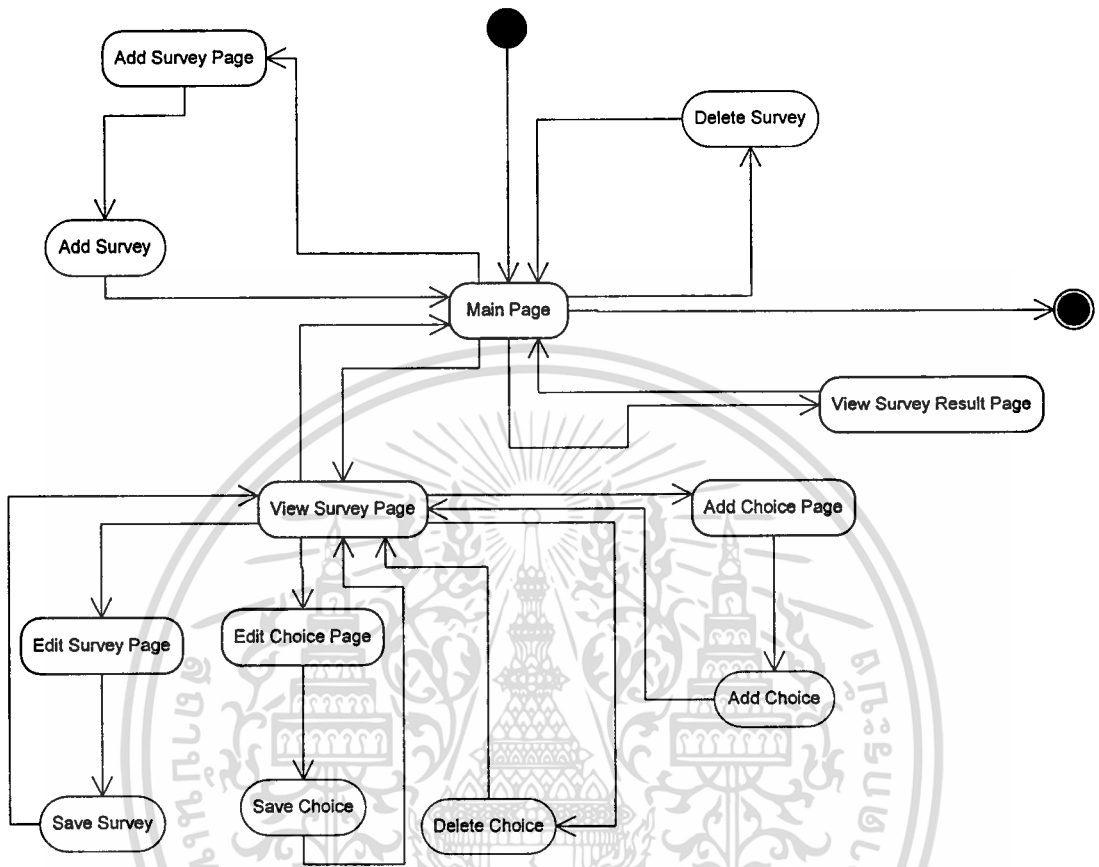 Add Survey Page
Delete Survey
Add Survey
Main Page
View Survey Result Page
View Survey Page
Add Choice Page
Edit Survey Page
Edit Choice Page
Add Choice
Save Survey
Save Choice
Delete Choice